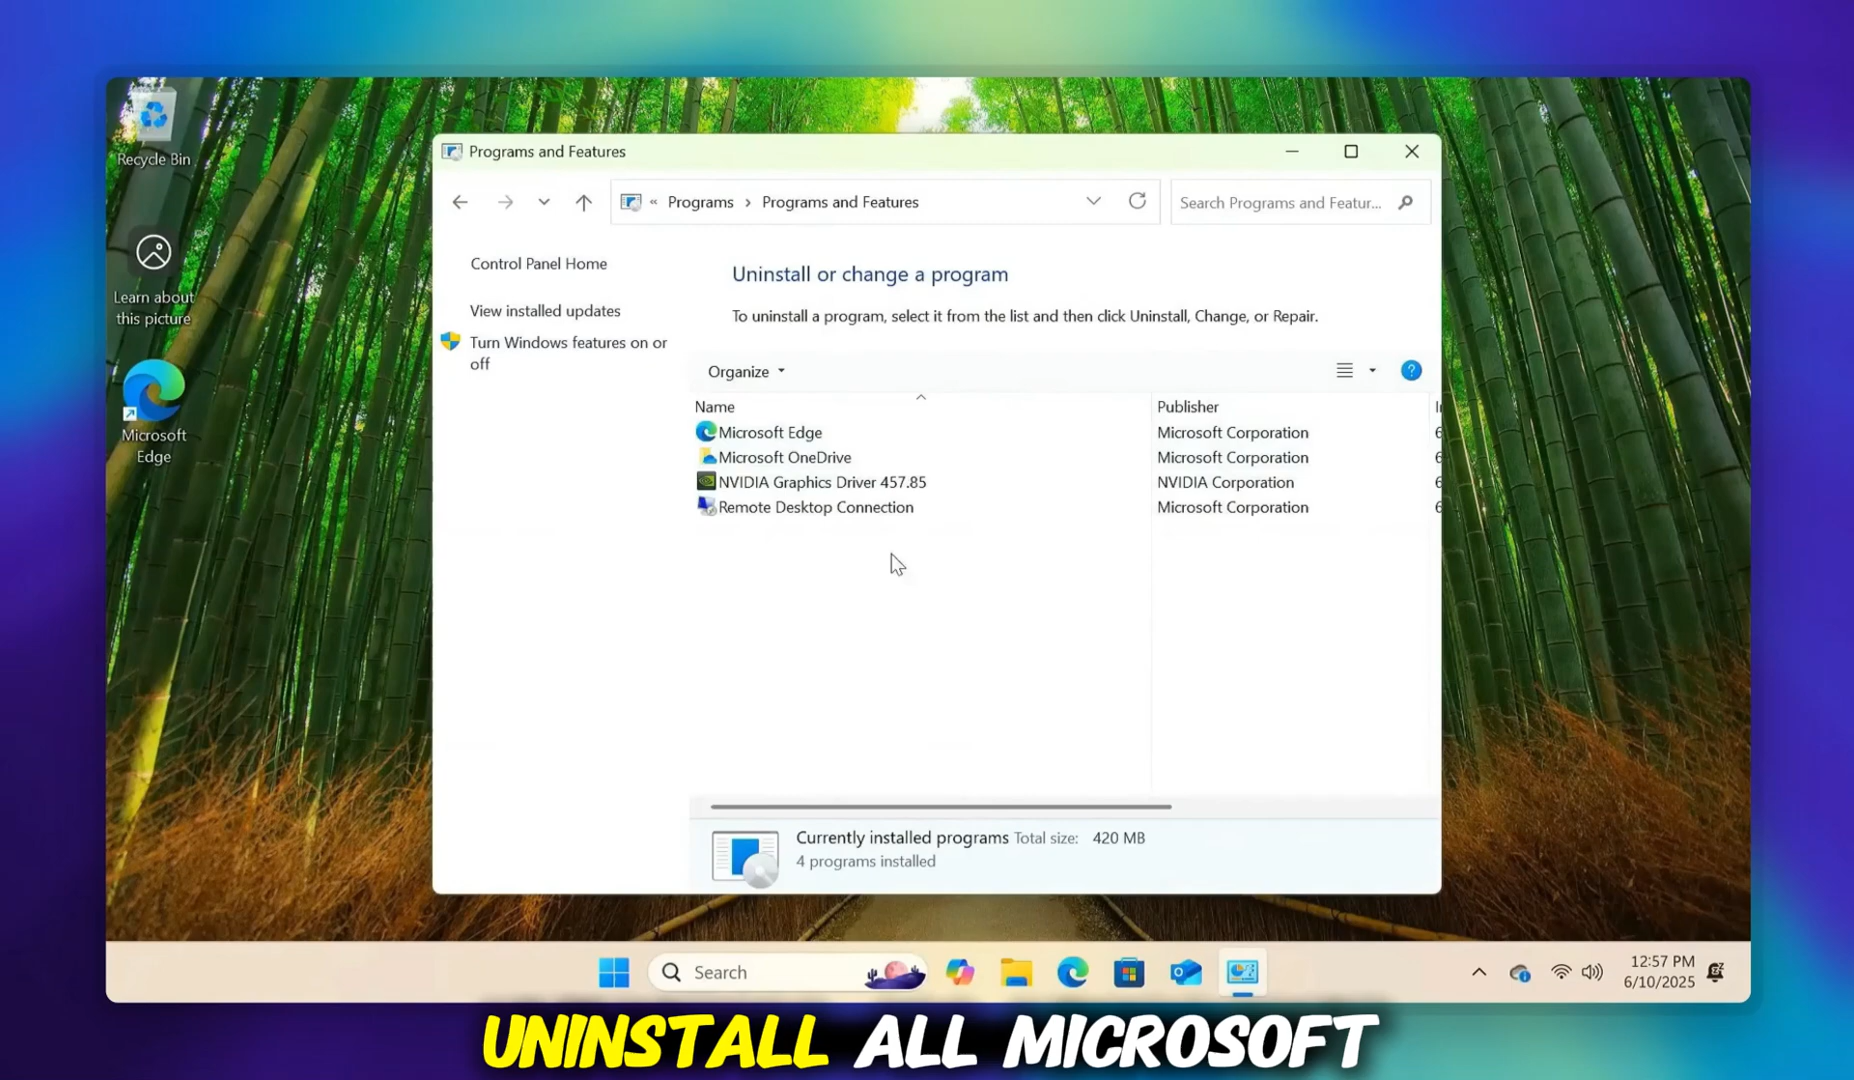 Recycle Bin
Learn about
this picture
Microsoft
Edge
Programs and Features
« Programs › Programs and Features
Search Programs and Featur...
Control Panel Home
View installed updates
Turn Windows features on or
off
Uninstall or change a program
To uninstall a program, select it from the list and then click Uninstall, Change, or Repair.
Organize
Name Publisher
Microsoft Edge Microsoft Corporation
Microsoft OneDrive Microsoft Corporation
NVIDIA Graphics Driver 457.85 NVIDIA Corporation
Remote Desktop Connection Microsoft Corporation
Currently installed programs Total size: 420 MB
4 programs installed
Search
12:57 PM
6/10/2025
UNINSTALL ALL MICROSOFT